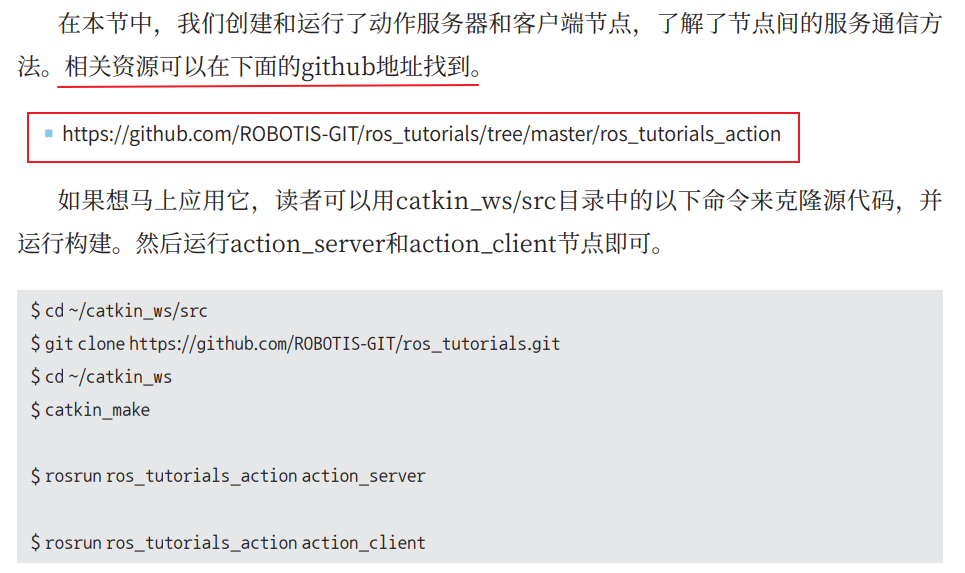 在本节中，我们创建和运行了动作服务器和客户端节点，了解了节点间的服务通信方
法。相关资源可以在下面的github地址找到。
https://github.com/ROBOTIS-GIT/ros_tutorials/tree/master/ros_tutorials_action
如果想马上应用它，读者可以用catkin_ws/src目录中的以下命令来克隆源代码，并
运行构建。然后运行action_server和action_client节点即可。
$ cd ~/catkin_ws/src
$ git clone https://github.com/ROBOTIS-GIT/ros_tutorials.git
$ cd ~/catkin_ws
$ catkin_make
$ rosrun ros_tutorials_action action_server
$ rosrun ros_tutorials_action action_client